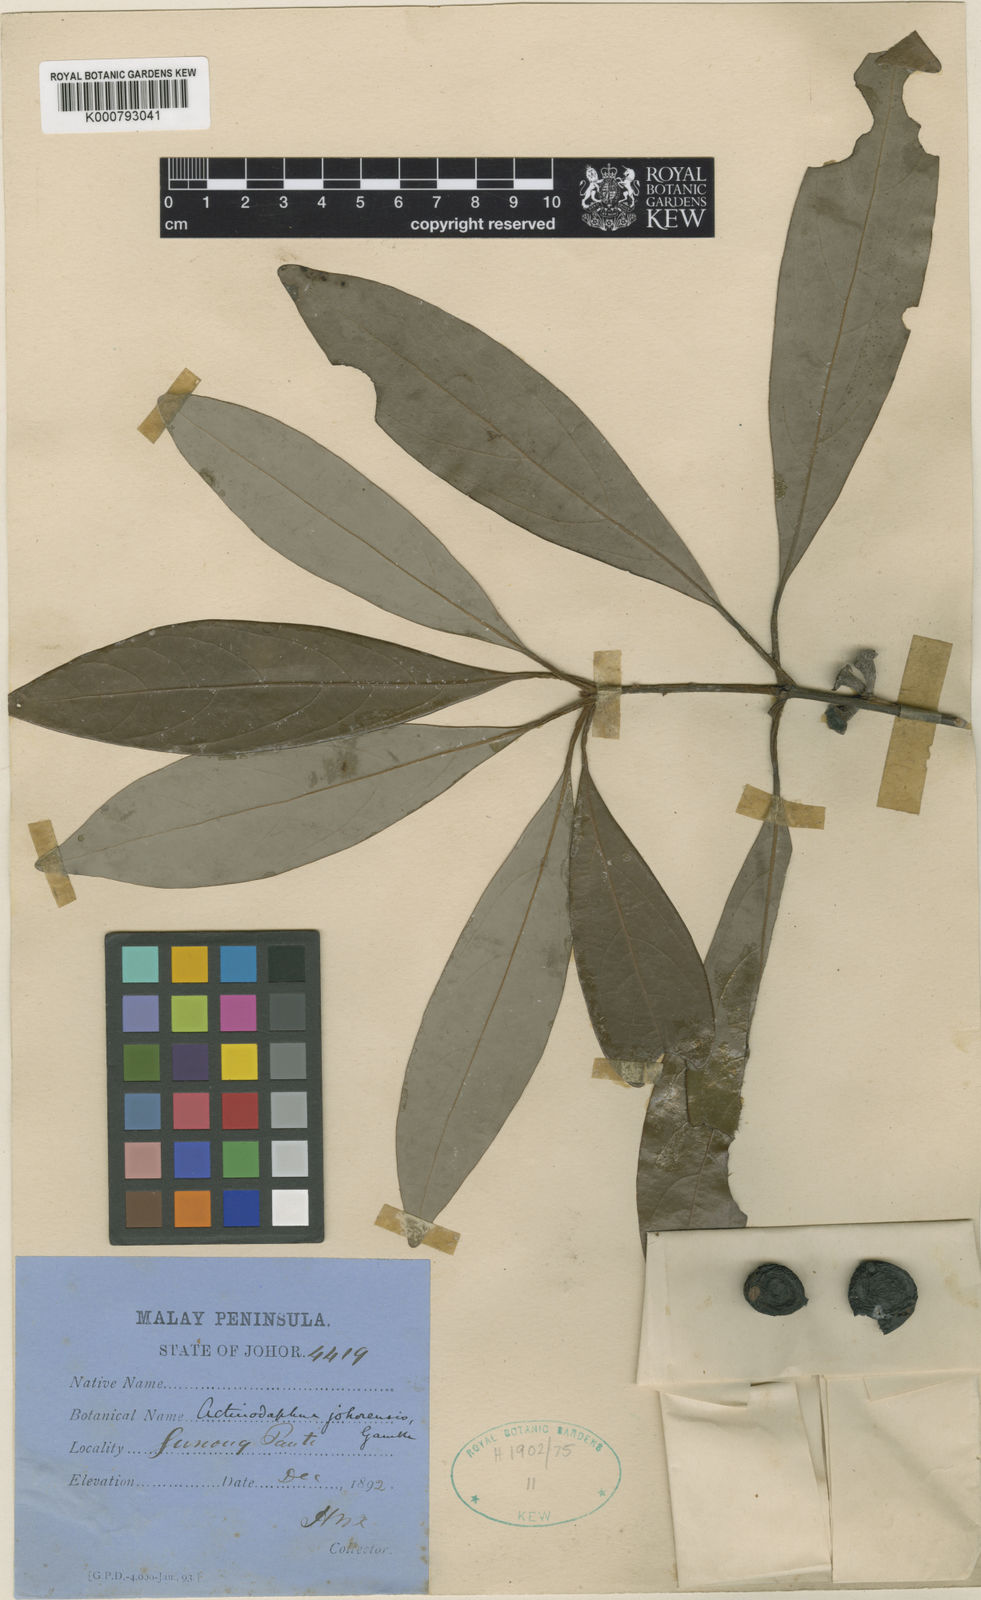 ROYAL BOTANIC GARDENS KEW
K000793041
0 1 2 3 4 5 6 7 8 9 10
cm
copyright reserved
ROYAL
BOTANIC
GARDENS
KEW
MALAY PENINSULA.
STATE OF JOHOR. 4419
Native Name
Botanical Name Actinodaphne johorensis,
Gamble
Locality Gunong Panti
Elevation Date Dec, 1892.
Collector.
[G.P.D.-4,000-Jan., 93.]
ROYAL BOTANIC GARDENS
H 1902/75
11
KEW